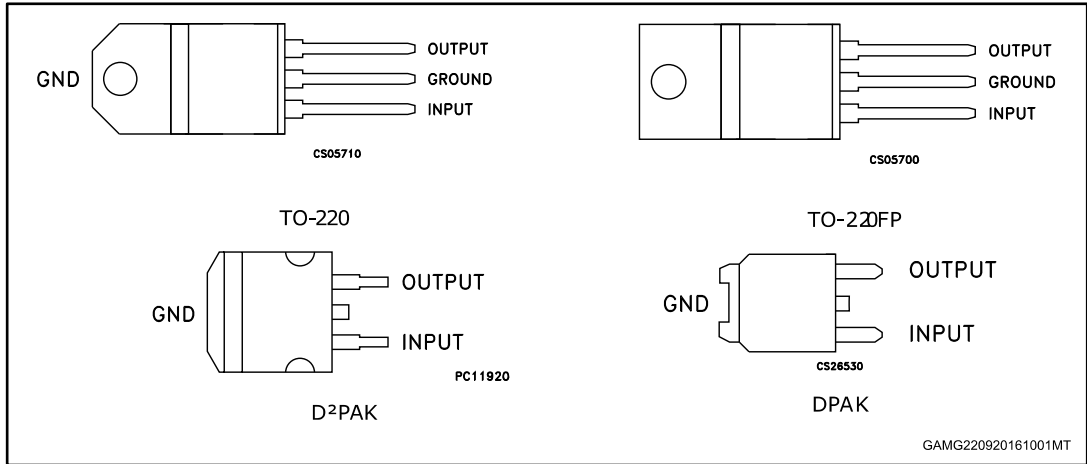 GND
OUTPUT
GROUND
INPUT
CS05710
TO-220
OUTPUT
GROUND
INPUT
CS05700
TO-220FP
GND
OUTPUT
INPUT
PC11920
D²PAK
GND
OUTPUT
INPUT
CS26530
DPAK
GAMG220920161001MT